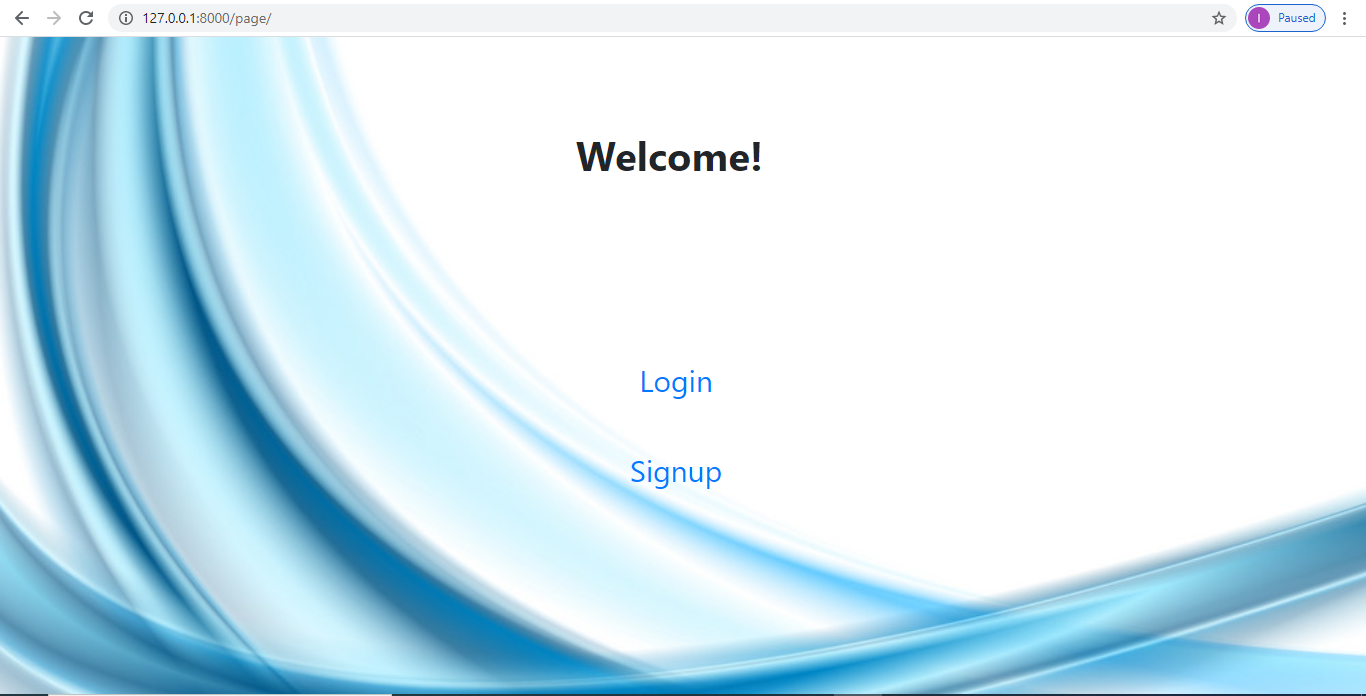 127.0.0.1:8000/page/
I Paused
Welcome!
Login
Signup